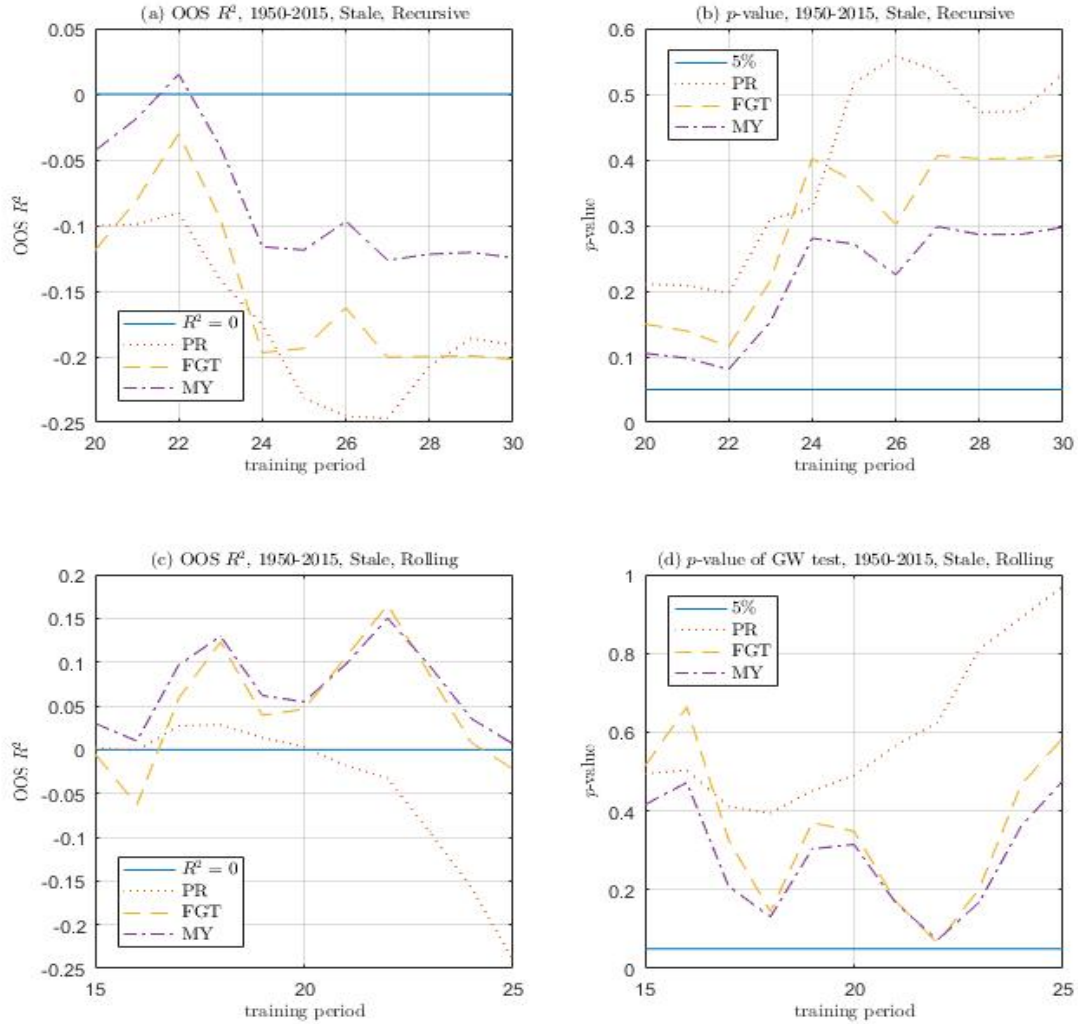 (a) OOS R², 1950-2015, Stale, Recursive
0.05
0
-0.05
-0.1
-0.15
-0.2
-0.25
OOS R²
R² = 0
PR
FGT
MY
20 22 24 26 28 30
training period
(b) p-value, 1950-2015, Stale, Recursive
0.6
0.5
0.4
0.3
0.2
0.1
0
p-value
5%
PR
FGT
MY
20 22 24 26 28 30
training period
(c) OOS R², 1950-2015, Stale, Rolling
0.2
0.15
0.1
0.05
0
-0.05
-0.1
-0.15
-0.2
-0.25
OOS R²
R² = 0
PR
FGT
MY
15 20 25
training period
(d) p-value of GW test, 1950-2015, Stale, Rolling
1
0.8
0.6
0.4
0.2
0
p-value
5%
PR
FGT
MY
15 20 25
training period